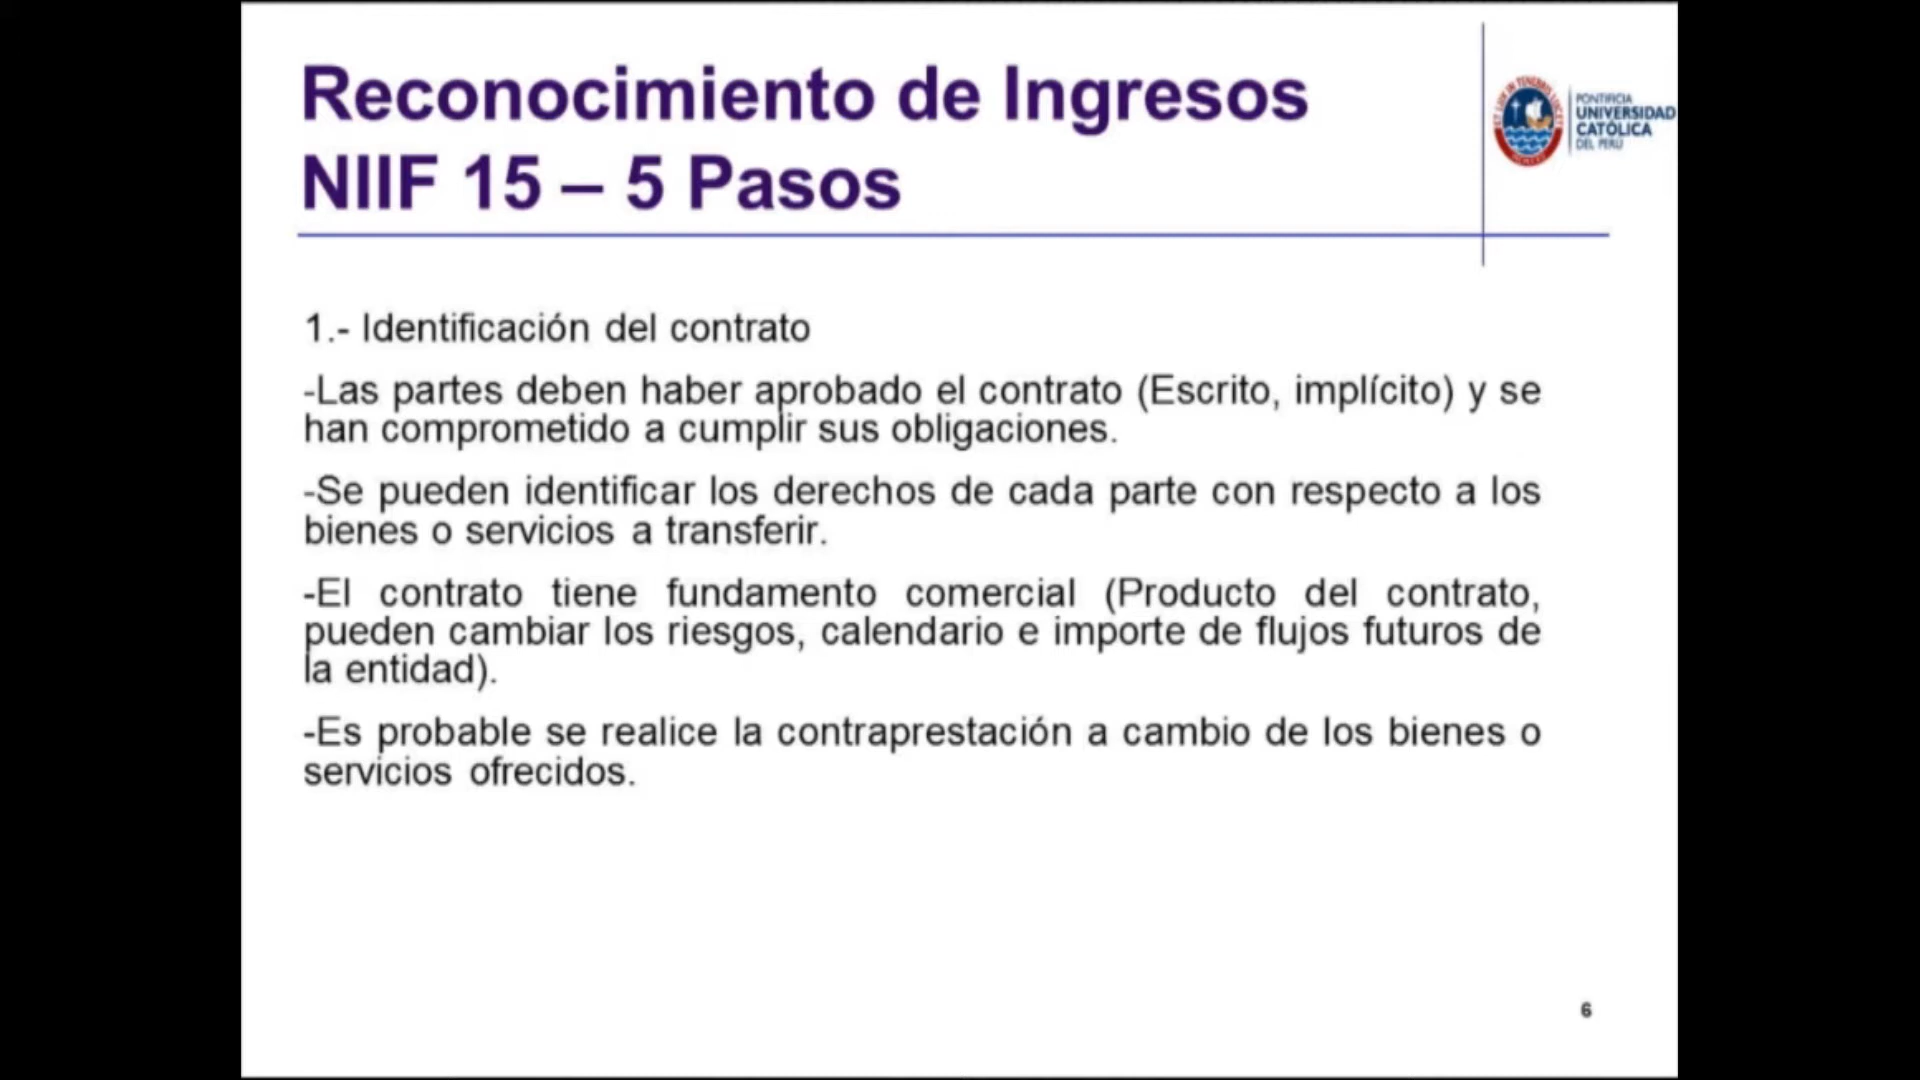 Reconocimiento de Ingresos
NIIF 15 – 5 Pasos
PONTIFICIA
UNIVERSIDAD
CATÓLICA
DEL PERÚ
1.- Identificación del contrato
-Las partes deben haber aprobado el contrato (Escrito, implícito) y se
han comprometido a cumplir sus obligaciones.
-Se pueden identificar los derechos de cada parte con respecto a los
bienes o servicios a transferir.
-El contrato tiene fundamento comercial (Producto del contrato,
pueden cambiar los riesgos, calendario e importe de flujos futuros de
la entidad).
-Es probable se realice la contraprestación a cambio de los bienes o
servicios ofrecidos.
6